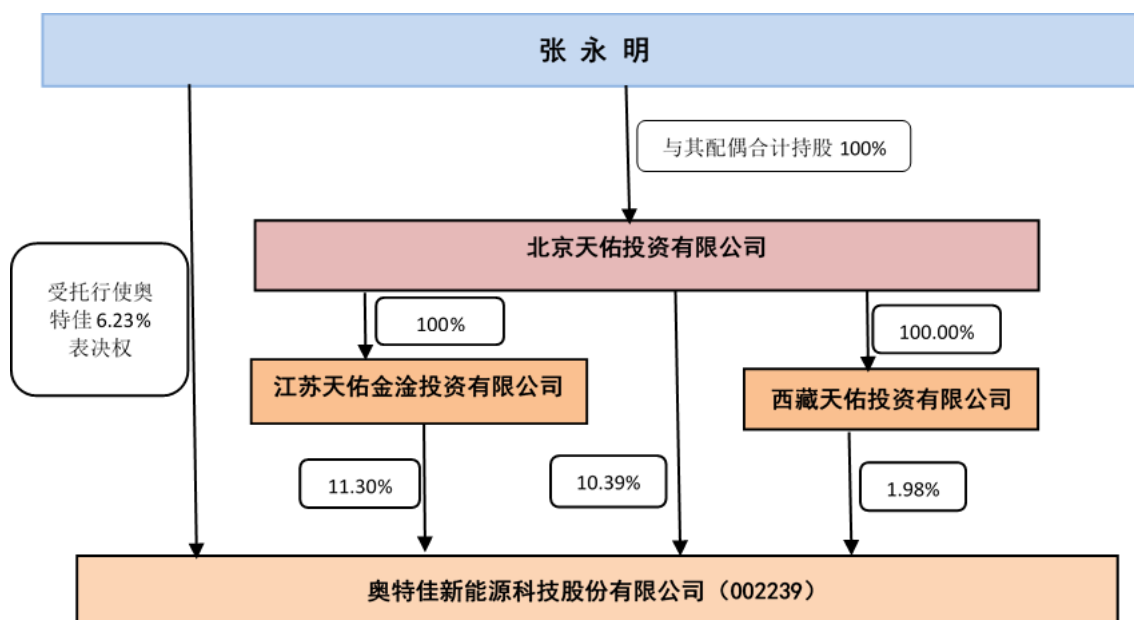 张 永 明
与其配偶合计持股 100%
北京天佑投资有限公司
受托行使奥
特佳 6.23%
表决权
100%
100.00%
江苏天佑金淦投资有限公司
西藏天佑投资有限公司
11.30%
10.39%
1.98%
奥特佳新能源科技股份有限公司（002239）